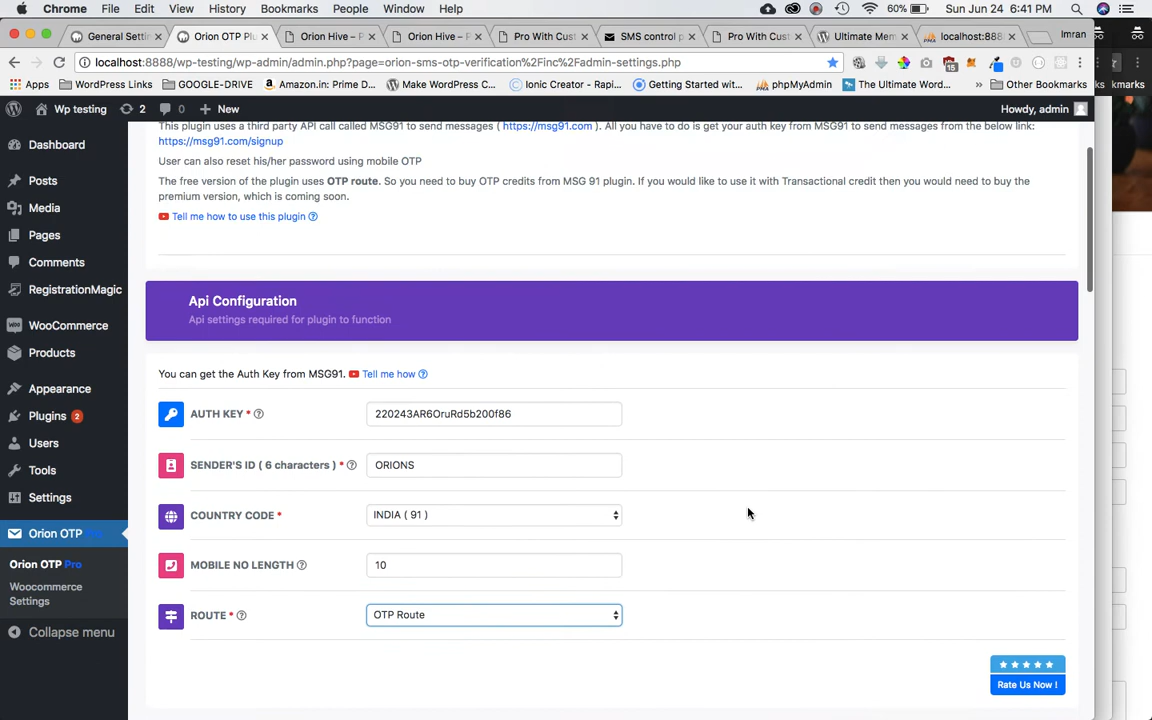 Chrome File Edit View History Bookmarks People Window Help 60% Sun Jun 24 6:41 PM
General Settin Orion OTP Plu Orion Hive – P Orion Hive – P Pro With Cust SMS control p Pro With Cust Ultimate Mem localhost:888 Imran
localhost:8888/wp-testing/wp-admin/admin.php?page=orion-sms-otp-verification%2Finc%2Fadmin-settings.php 15
Apps WordPress Links GOOGLE-DRIVE Amazon.in: Prime D... Make WordPress C... Ionic Creator - Rapi... Getting Started wi... phpMyAdmin The Ultimate Word... » Other Bookmarks kmarks
Wp testing 2 0 New Howdy, admin
Dashboard
Posts
Media
Pages
Comments
RegistrationMagic
WooCommerce
Products
Appearance
Plugins 2
Users
Tools
Settings
Orion OTP Pro
Orion OTP Pro
Woocommerce
Settings
Collapse menu
This plugin uses a third party API call called MSG91 to send messages ( https://msg91.com ). All you have to do is get your auth key from MSG91 to send messages from the below link:
https://msg91.com/signup
User can also reset his/her password using mobile OTP
The free version of the plugin uses OTP route. So you need to buy OTP credits from MSG 91 plugin. If you would like to use it with Transactional credit then you would need to buy the
premium version, which is coming soon.
Tell me how to use this plugin
Api Configuration
Api settings required for plugin to function
You can get the Auth Key from MSG91. Tell me how
AUTH KEY * 220243AR6OruRd5b200f86
SENDER'S ID ( 6 characters ) * ORIONS
COUNTRY CODE * INDIA ( 91 )
MOBILE NO LENGTH 10
ROUTE * OTP Route
Rate Us Now !